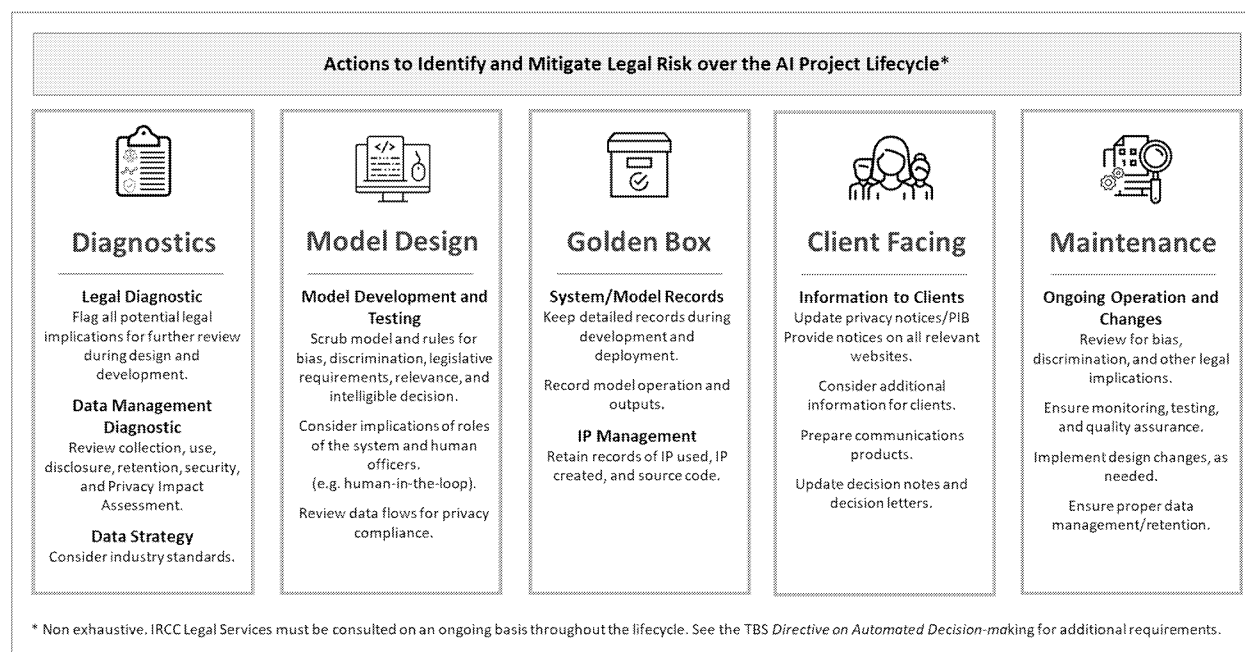 Actions to Identify and Mitigate Legal Risk over the AI Project Lifecycle*
</>
Diagnostics
Legal Diagnostic
Flag all potential legal
implications for further review
during design and
development.
Data Management
Diagnostic
Review collection, use,
disclosure, retention, security,
and Privacy Impact
Assessment.
Data Strategy
Consider industry standards.
Model Design
Model Development and
Testing
Scrub model and rules for
bias, discrimination, legislative
requirements, relevance, and
intelligible decision.
Consider implications of roles
of the system and human
officers.
(e.g. human-in-the-loop).
Review data flows for privacy
compliance.
Golden Box
System/Model Records
Keep detailed records during
development and
deployment.
Record model operation and
outputs.
IP Management
Retain records of IP used, IP
created, and source code.
Client Facing
Information to Clients
Update privacy notices/PIB
Provide notices on all relevant
websites.
Consider additional
information for clients.
Prepare communications
products.
Update decision notes and
decision letters.
Maintenance
Ongoing Operation and
Changes
Review for bias,
discrimination, and other legal
implications.
Ensure monitoring, testing,
and quality assurance.
Implement design changes, as
needed.
Ensure proper data
management/retention.
* Non exhaustive. IRCC Legal Services must be consulted on an ongoing basis throughout the lifecycle. See the TBS Directive on Automated Decision-making for additional requirements.